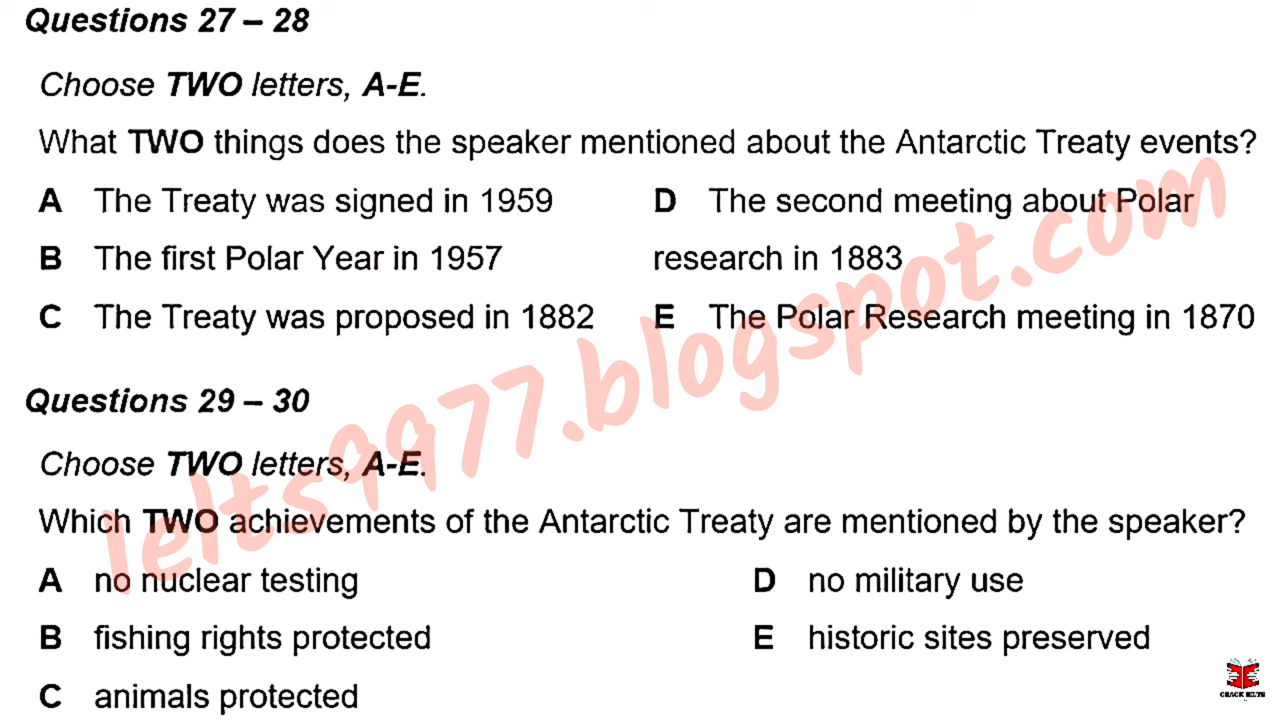 Questions 27 – 28
Choose TWO letters, A-E.
What TWO things does the speaker mentioned about the Antarctic Treaty events?
A The Treaty was signed in 1959
B The first Polar Year in 1957
C The Treaty was proposed in 1882
D The second meeting about Polar
research in 1883
E The Polar Research meeting in 1870
Questions 29 – 30
Choose TWO letters, A-E.
Which TWO achievements of the Antarctic Treaty are mentioned by the speaker?
A no nuclear testing
B fishing rights protected
C animals protected
D no military use
E historic sites preserved
Ielts9977.blogspot.com
CRACK IELTS